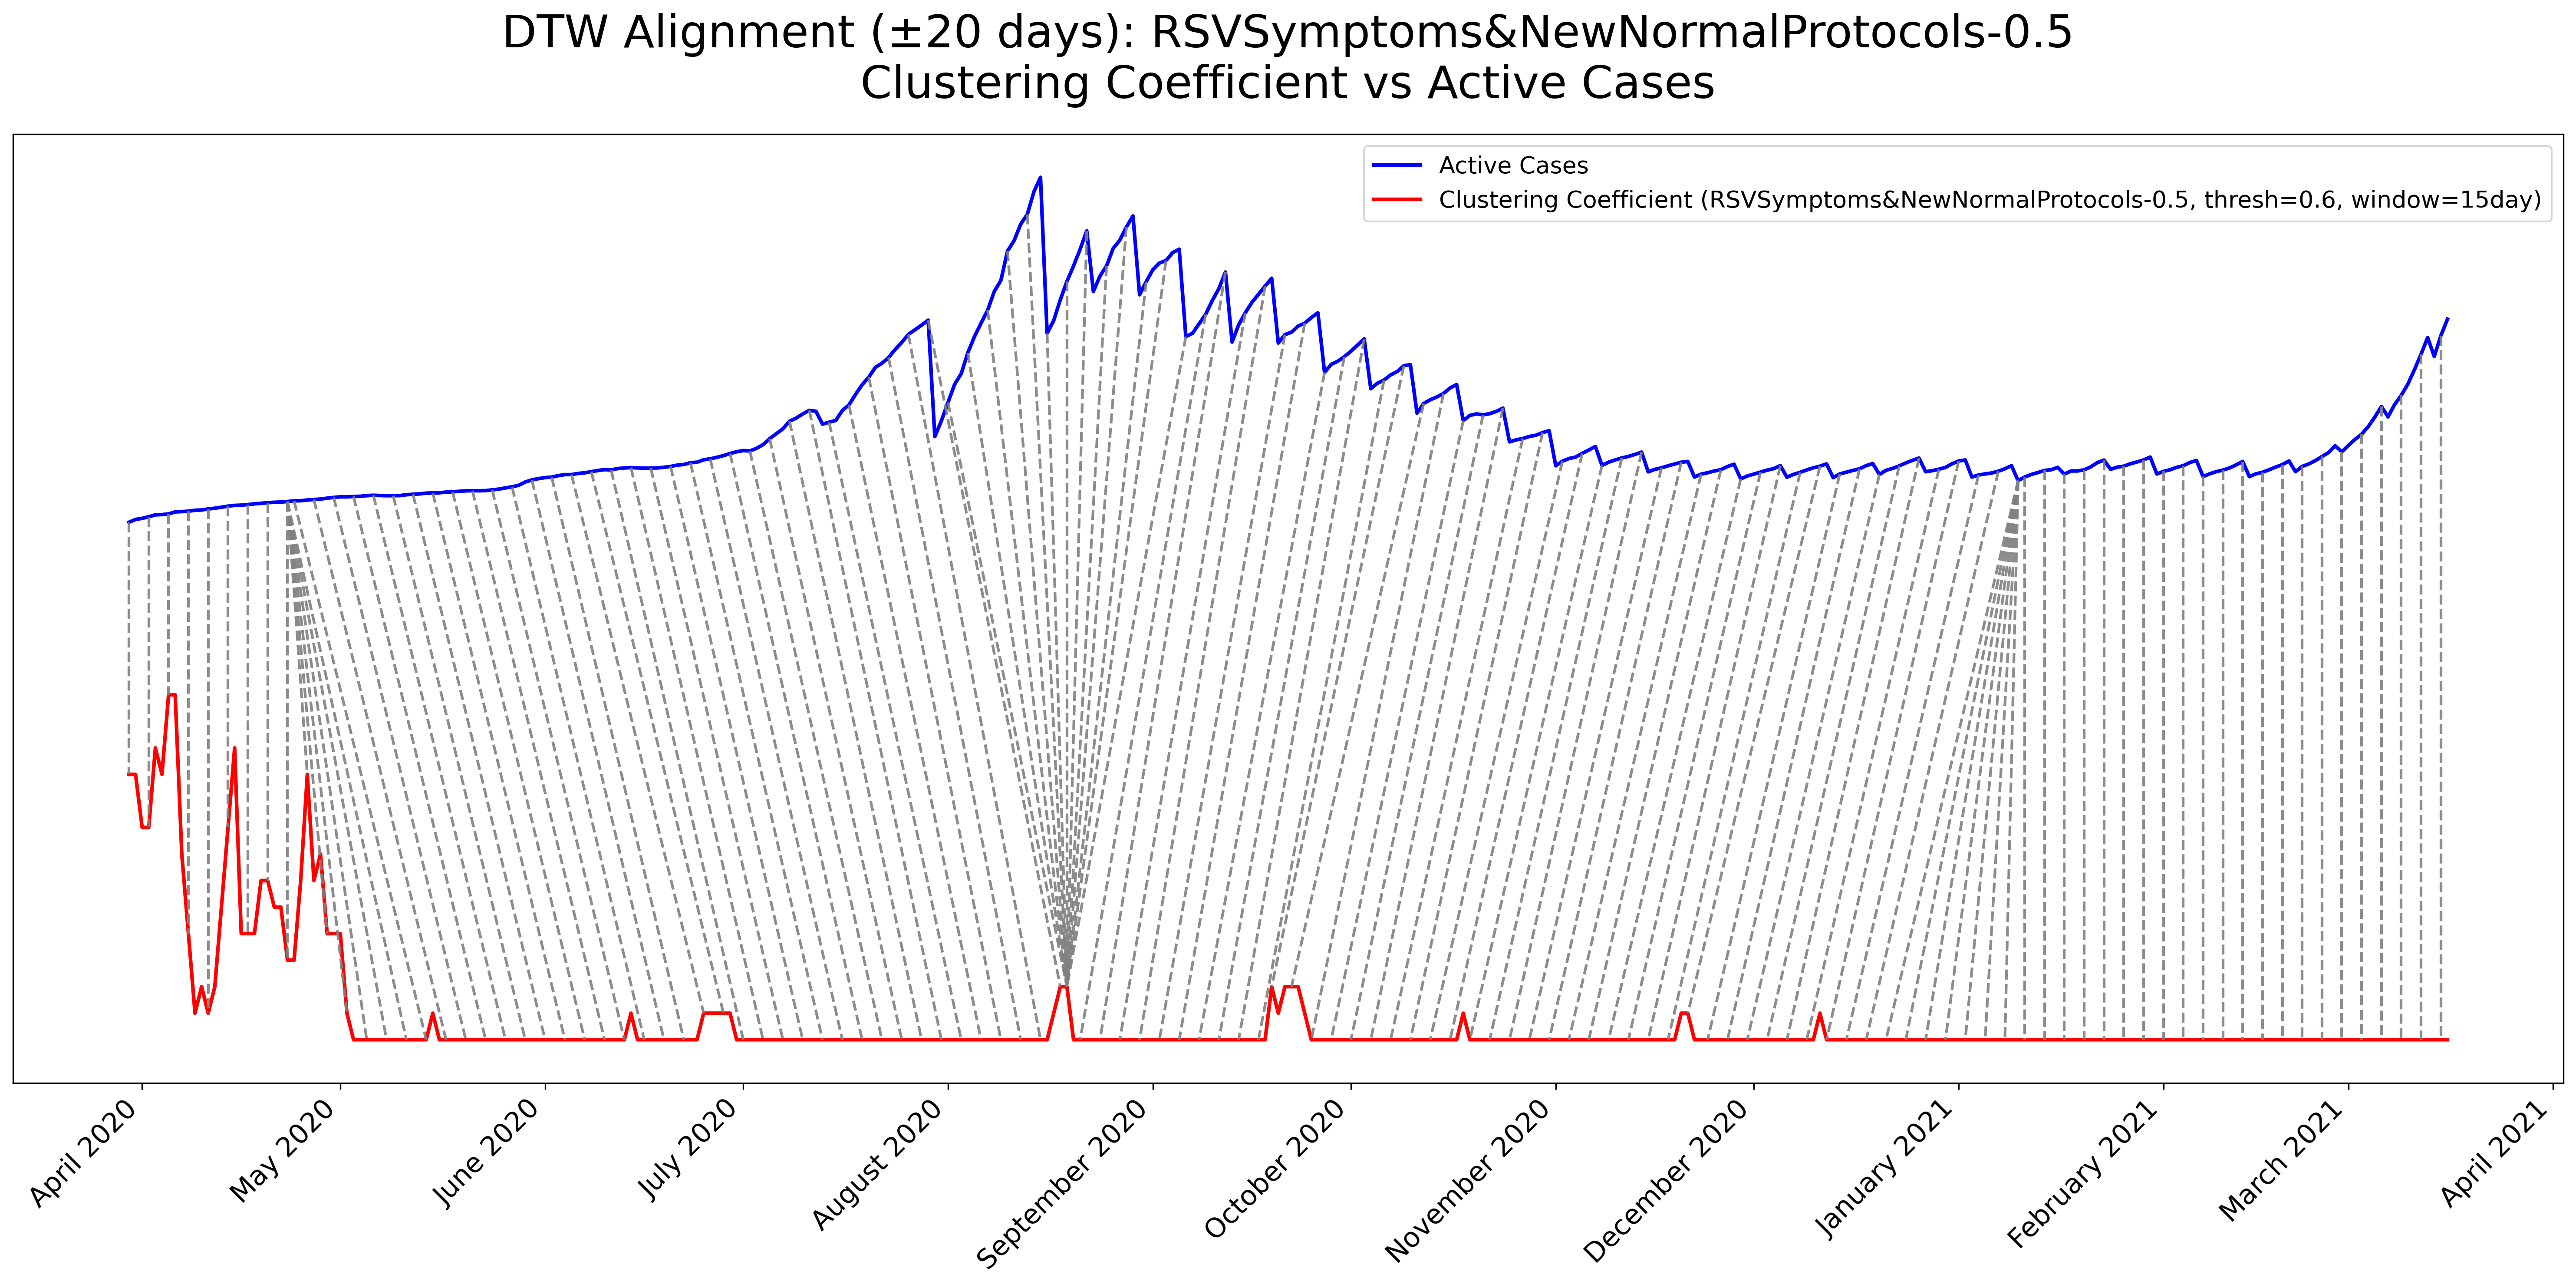 DTW Alignment (±20 days): RSVSymptoms&NewNormalProtocols-0.5
Clustering Coefficient vs Active Cases
Active Cases
Clustering Coefficient (RSVSymptoms&NewNormalProtocols-0.5, thresh=0.6, window=15day)
April 2020
May 2020
June 2020
July 2020
August 2020
September 2020
October 2020
November 2020
December 2020
January 2021
February 2021
March 2021
April 2021